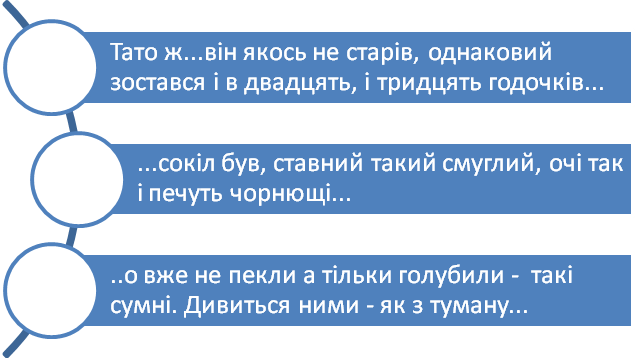 Тато ж...він якось не старів, однаковий
зостався і в двадцять, і тридцять годочків...
...сокіл був, ставний такий смуглий, очі так
і печуть чорнющі...
..о вже не пекли а тільки голубили - такі
сумні. Дивиться ними - як з туману...